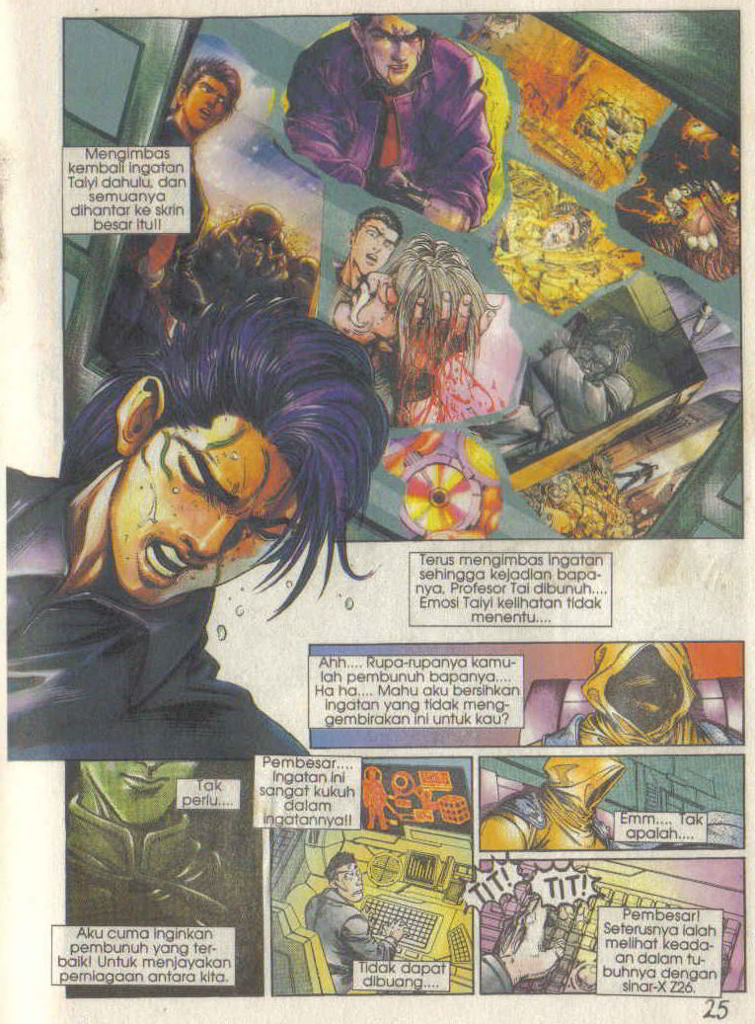 Mengimbas
kembali ingatan
Taiyi dahulu, dan
semuanya
dihantar ke skrin
besar itu!!
Terus mengimbas ingatan
sehingga kejadian bapa-
nya, Profesor Tai dibunuh....
Emosi Taiyi kelihatan tidak
menentu....
Ahh.... Rupa-rupanya kamu-
lah pembunuh bapanya....
Ha ha.... Mahu aku bersihkan
ingatan yang tidak meng-
gembirakan ini untuk kau?
Tak
perlu....
Aku cuma inginkan
pembunuh yang ter-
baik! Untuk menjayakan
perniagaan antara kita.
Pembesar....
Ingatan ini
sangat kukuh
dalam
ingatannya!!
Tidak dapat
dibuang....
Emm.... Tak
apalah....
TIT!
TIT!
Pembesar!
Seterusnya ialah
melihat keada-
an dalam tu-
buhnya dengan
sinar-X Z26.
25